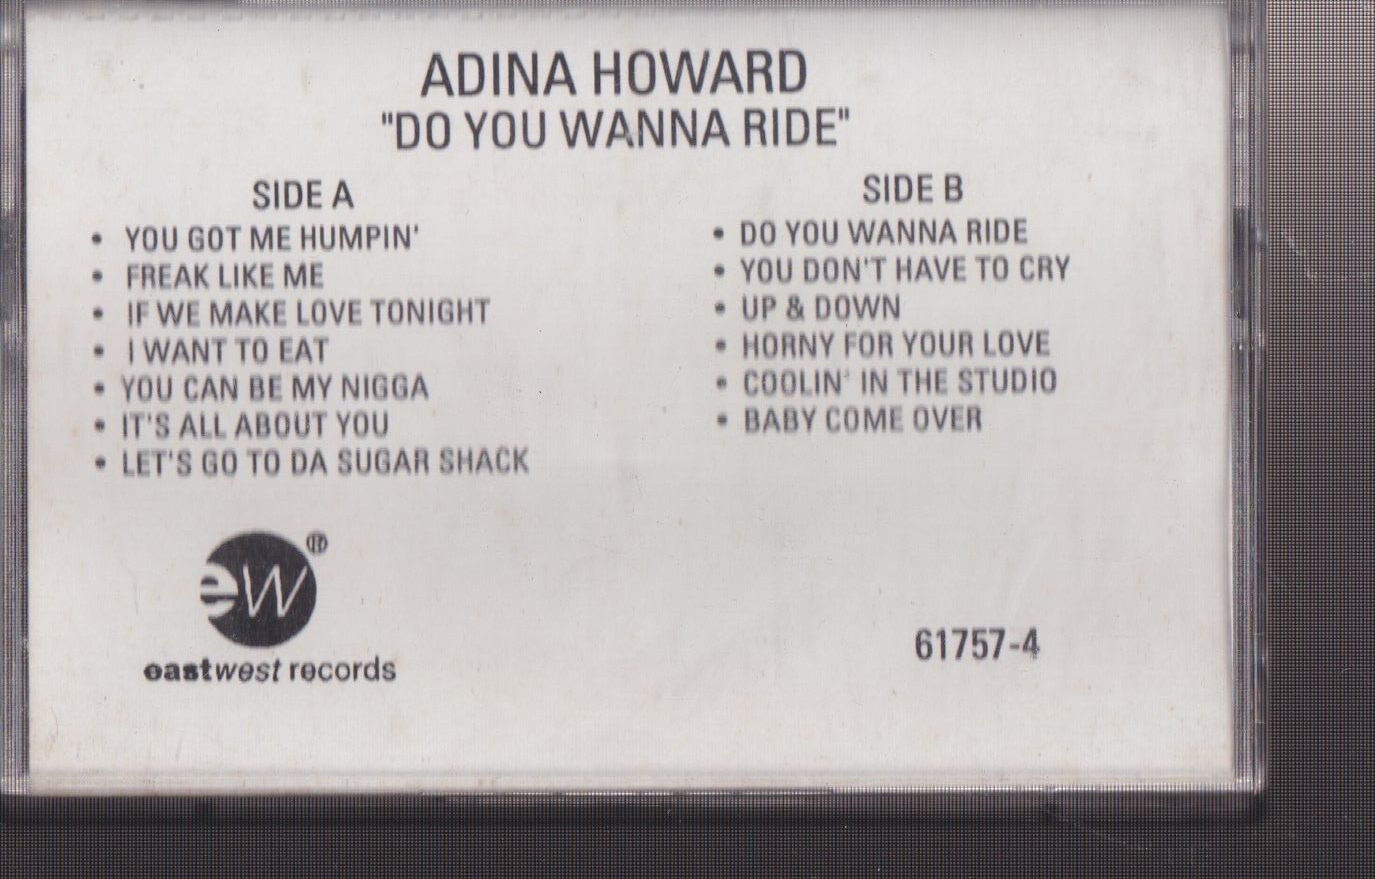 ADINA HOWARD
"DO YOU WANNA RIDE"
SIDE A
• YOU GOT ME HUMPIN'
• FREAK LIKE ME
• IF WE MAKE LOVE TONIGHT
• I WANT TO EAT
• YOU CAN BE MY NIGGA
• IT'S ALL ABOUT YOU
• LET'S GO TO DA SUGAR SHACK
SIDE B
• DO YOU WANNA RIDE
• YOU DON'T HAVE TO CRY
• UP & DOWN
• HORNY FOR YOUR LOVE
• COOLIN' IN THE STUDIO
• BABY COME OVER
ew®
eastwest records
61757-4